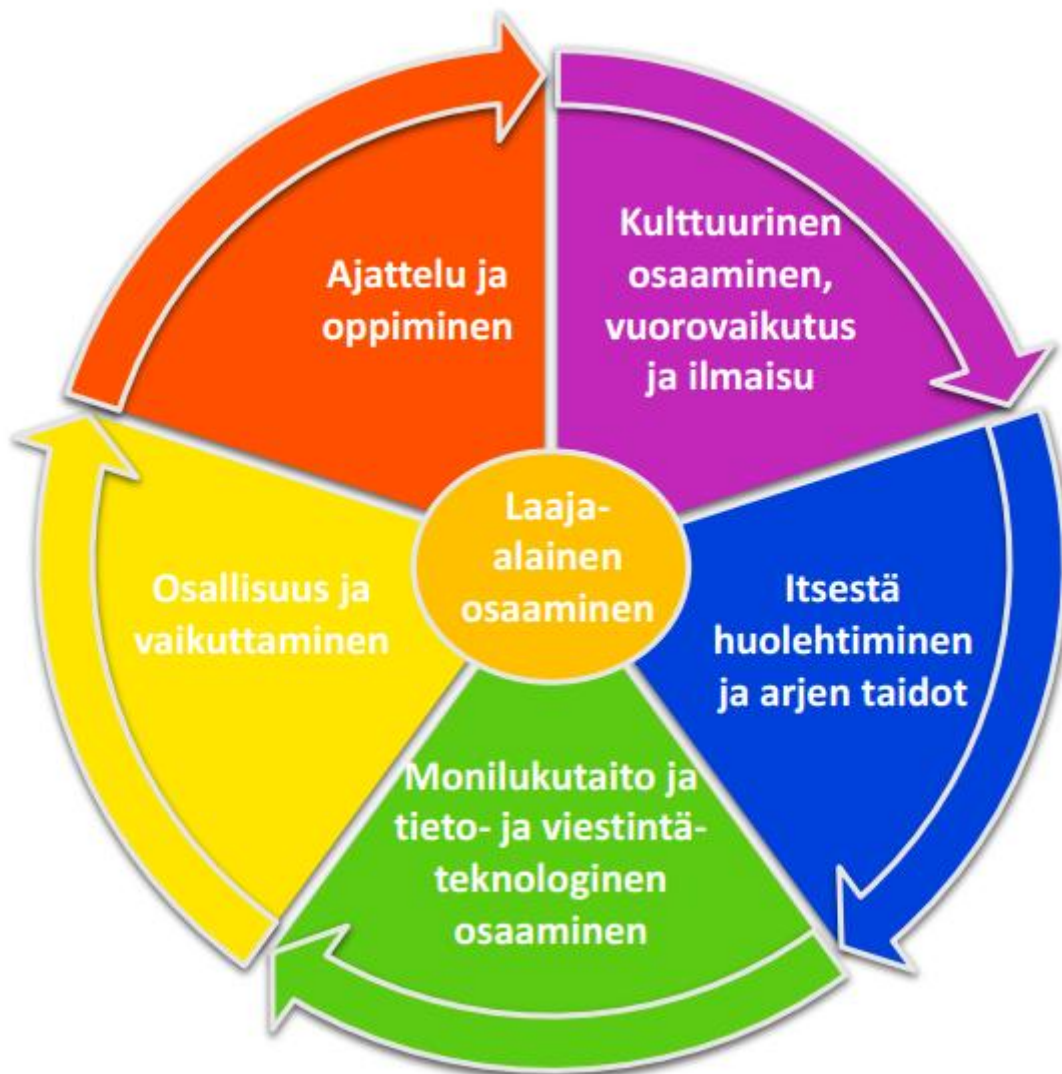 Ajattelu ja
oppiminen
Kulttuurinen
osaaminen,
vuorovaikutus
ja ilmaisu
Laaja-
alainen
osaaminen
Osallisuus ja
vaikuttaminen
Itsestä
huolehtiminen
ja arjen taidot
Monilukutaito ja
tieto- ja viestintä-
teknologinen
osaaminen